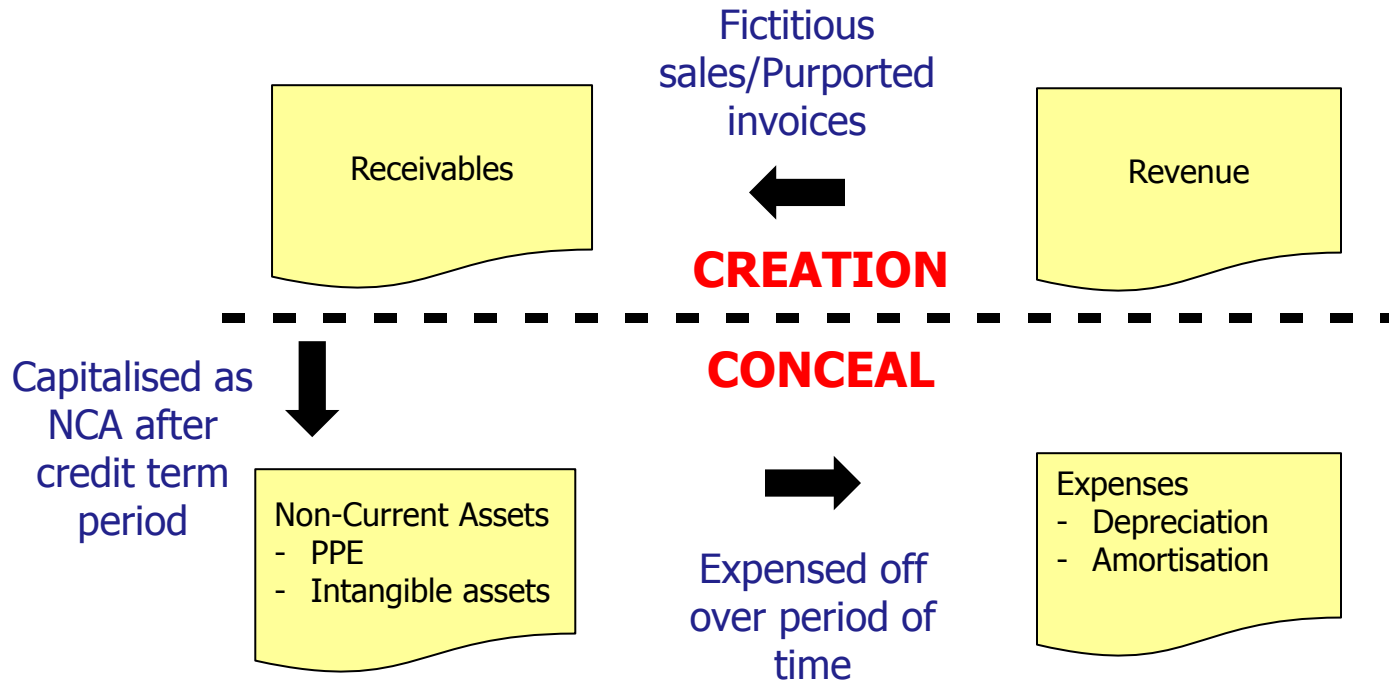 Fictitious
sales/Purported
invoices
Receivables
Revenue
CREATION
CONCEAL
Capitalised as
NCA after
credit term
period
Non-Current Assets
- PPE
- Intangible assets
Expensed off
over period of
time
Expenses
- Depreciation
- Amortisation